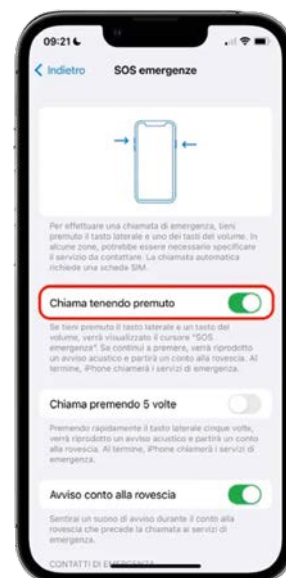 09:21
Indietro
SOS emergenze
Per effettuare una chiamata di emergenza, tieni
premuto il tasto laterale e uno dei tasti del volume. In
alcune zone, potrebbe essere necessario specificare
il servizio da contattare. La chiamata automatica
richiede una scheda SIM.
Chiama tenendo premuto
Se tieni premuto il tasto laterale e un tasto del
volume, verrà visualizzato il cursore "SOS
emergenze". Se continui a premere, verrà riprodotto
un avviso acustico e partirà un conto alla rovescia. Al
termine, iPhone chiamerà i servizi di emergenza.
Chiama premendo 5 volte
Premendo rapidamente il tasto laterale cinque volte,
verrà riprodotto un avviso acustico e partirà un conto
alla rovescia. Al termine, iPhone chiamerà i servizi di
emergenza.
Avviso conto alla rovescia
Sentirai un suono di avviso durante il conto alla
rovescia che precede la chiamata ai servizi di
emergenza.
CONTATTI DI EMERGENZA